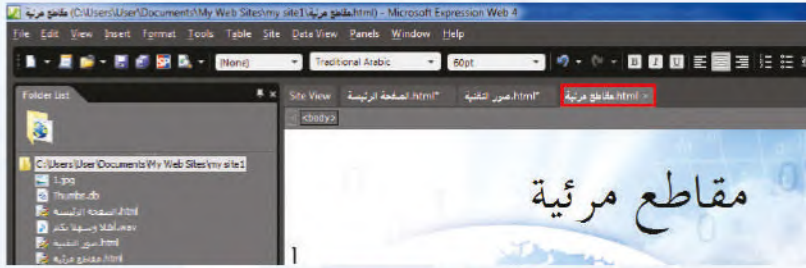 مقاطع مرئية (C:\Users\User\Documents\My Web Sites\my site1\مقاطع مرئية.html) - Microsoft Expression Web 4
File Edit View Insert Format Tools Table Site Data View Panels Window Help
(None) Traditional Arabic 60pt B I U
Folder List Site View الصفحة الرئيسة.html* صور التقنية.html* مقاطع مرئية.html ×
<body>
C:\Users\User\Documents\My Web Sites\my site1
1.jpg
Thumbs.db
الصفحة الرئيسة.html
أهلا وسهلا بكم.wav
صور التقنية.html
مقاطع مرئية.html
مقاطع مرئية